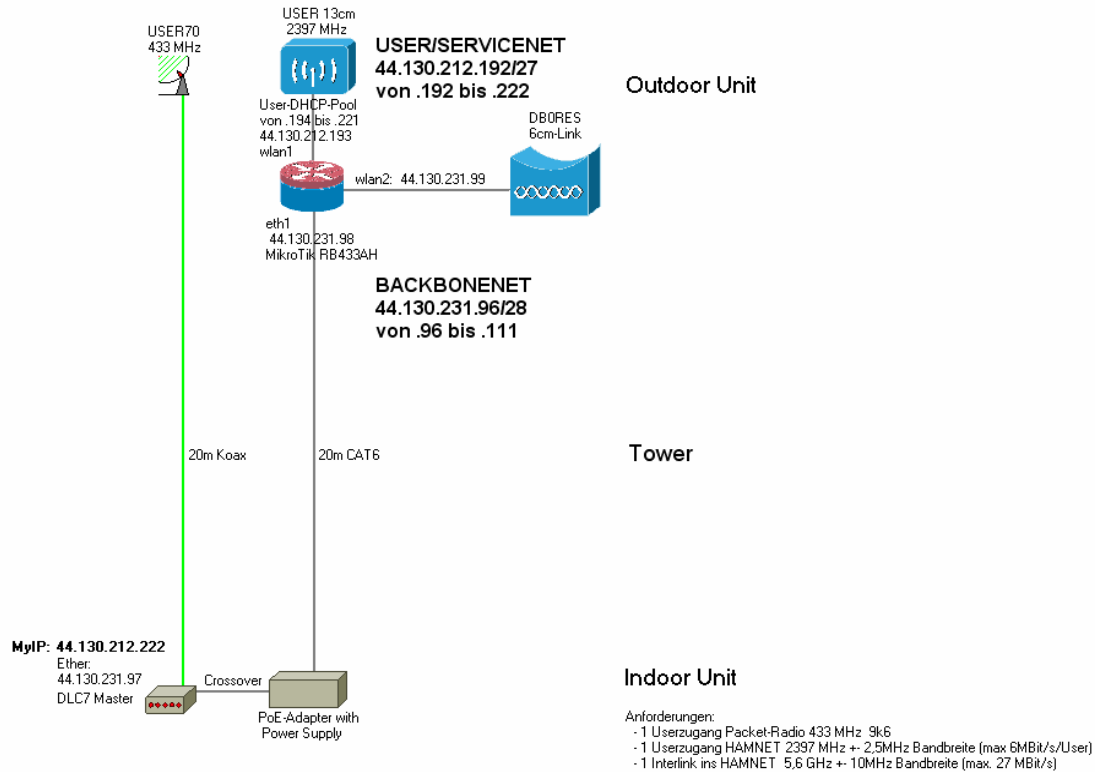 USER70
433 MHz
USER 13cm
2397 MHz
USER/SERVICENET
44.130.212.192/27
von .192 bis .222
Outdoor Unit
User-DHCP-Pool
von .194 bis .221
44.130.212.193
wlan1
DB0RES
6cm-Link
wlan2: 44.130.231.99
eth1
44.130.231.98
MikroTik RB433AH
BACKBONENET
44.130.231.96/28
von .96 bis .111
20m Koax
20m CAT6
Tower
MyIP: 44.130.212.222
Ether:
44.130.231.97
DLC7 Master
Crossover
PoE-Adapter with
Power Supply
Indoor Unit
Anforderungen:
- 1 Userzugang Packet-Radio 433 MHz 9k6
- 1 Userzugang HAMNET 2397 MHz +- 2,5MHz Bandbreite (max 6MBit/s/User)
- 1 Interlink ins HAMNET 5,6 GHz +- 10MHz Bandbreite (max. 27 MBit/s)